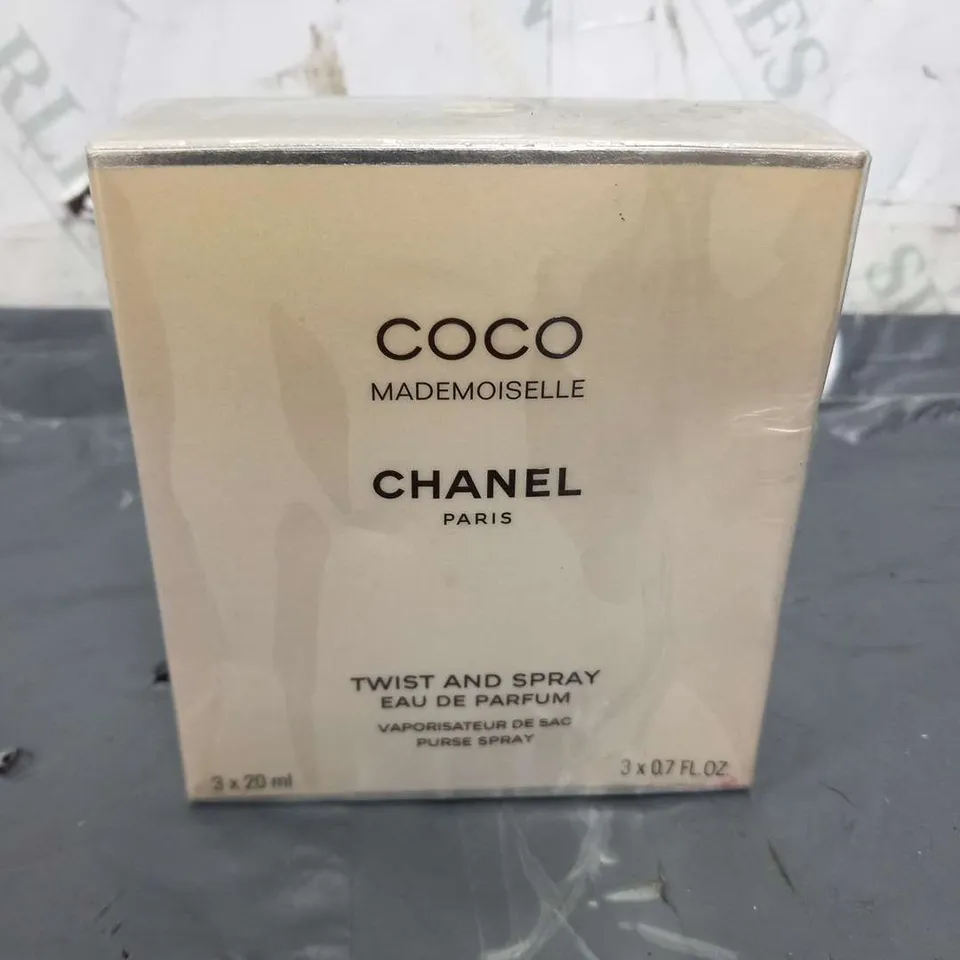 COCO
MADEMOISELLE
CHANEL
PARIS
TWIST AND SPRAY
EAU DE PARFUM
VAPORISATEUR DE SAC
PURSE SPRAY
3 x 20 ml
3 x 0.7 FL.OZ.